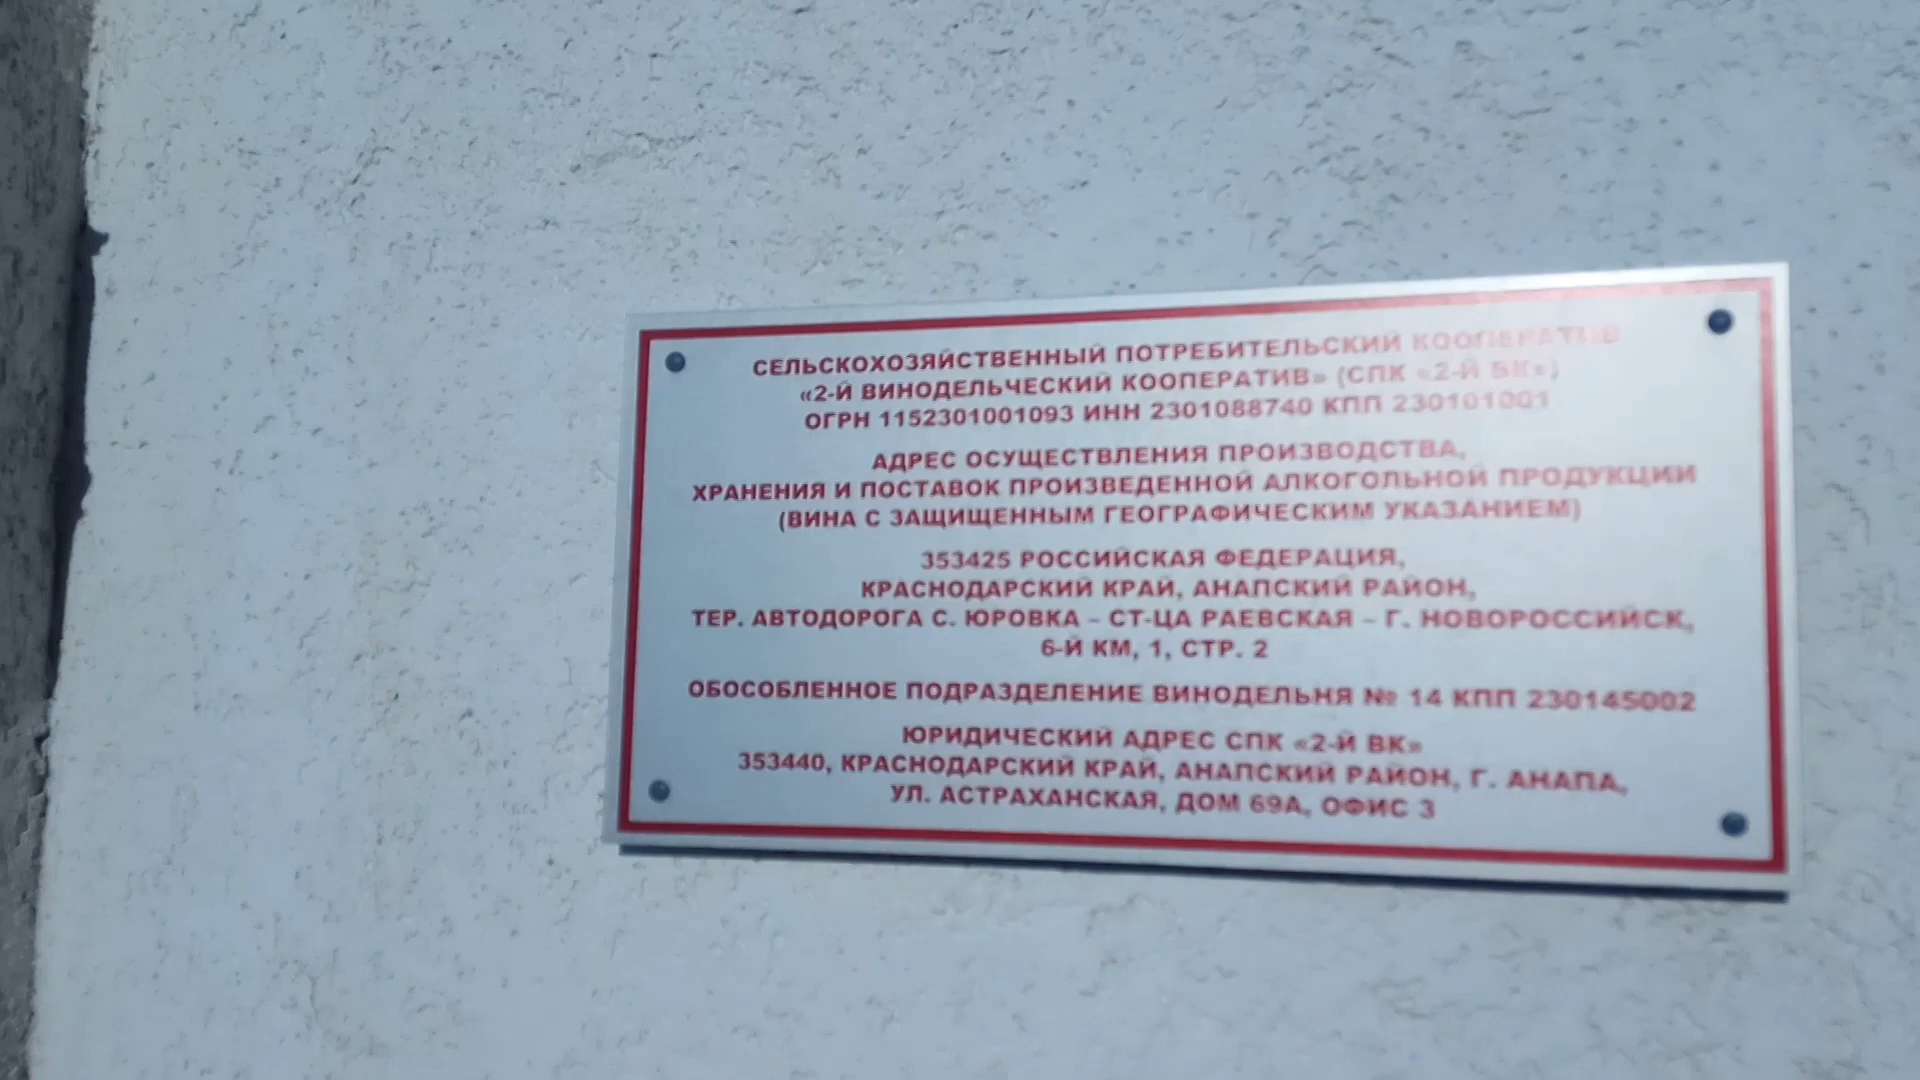 СЕЛЬСКОХОЗЯЙСТВЕННЫЙ ПОТРЕБИТЕЛЬСКИЙ КООПЕРАТИВ
«2-Й ВИНОДЕЛЬЧЕСКИЙ КООПЕРАТИВ» (СПК «2-Й ВК»)
ОГРН 1152301001093 ИНН 2301088740 КПП 230101001
АДРЕС ОСУЩЕСТВЛЕНИЯ ПРОИЗВОДСТВА,
ХРАНЕНИЯ И ПОСТАВОК ПРОИЗВЕДЕННОЙ АЛКОГОЛЬНОЙ ПРОДУКЦИИ
(ВИНА С ЗАЩИЩЕННЫМ ГЕОГРАФИЧЕСКИМ УКАЗАНИЕМ)
353425 РОССИЙСКАЯ ФЕДЕРАЦИЯ,
КРАСНОДАРСКИЙ КРАЙ, АНАПСКИЙ РАЙОН,
ТЕР. АВТОДОРОГА С. ЮРОВКА – СТ-ЦА РАЕВСКАЯ – Г. НОВОРОССИЙСК,
6-Й КМ, 1, СТР. 2
ОБОСОБЛЕННОЕ ПОДРАЗДЕЛЕНИЕ ВИНОДЕЛЬНЯ № 14 КПП 230145002
ЮРИДИЧЕСКИЙ АДРЕС СПК «2-Й ВК»
353440, КРАСНОДАРСКИЙ КРАЙ, АНАПСКИЙ РАЙОН, Г. АНАПА,
УЛ. АСТРАХАНСКАЯ, ДОМ 69А, ОФИС 3